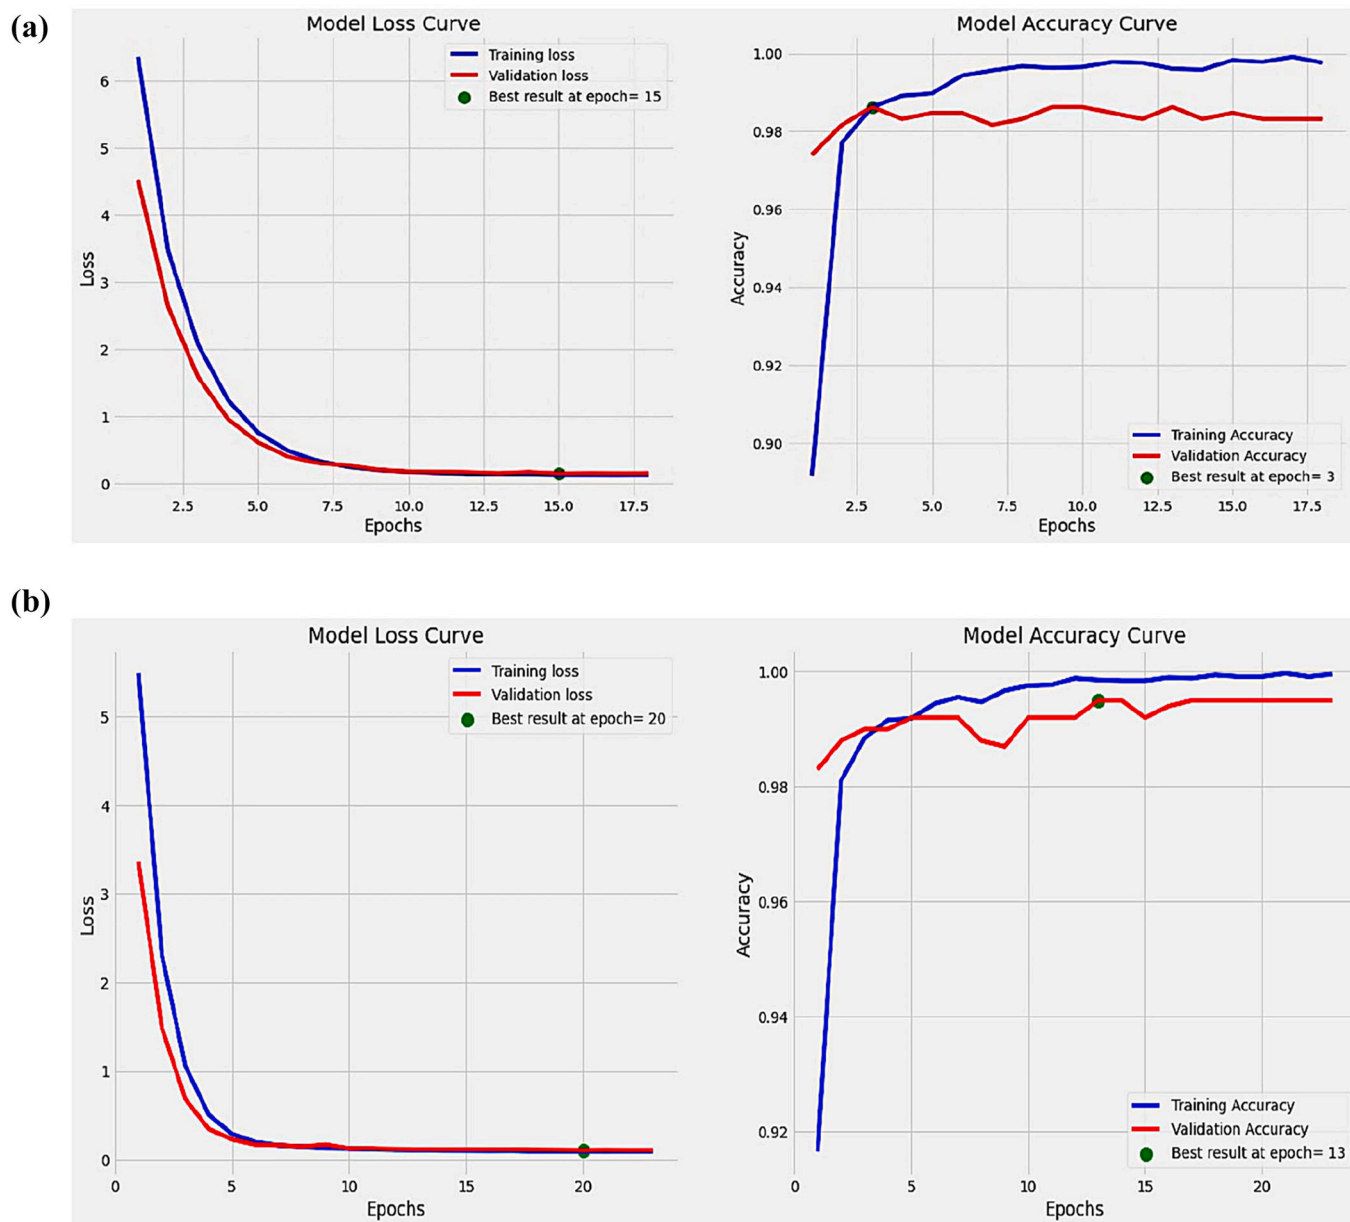 (a)
Model Loss Curve
Training loss
Validation loss
Best result at epoch= 15
6
5
4
3
2
1
0
Loss
2.5 5.0 7.5 10.0 12.5 15.0 17.5
Epochs
Model Accuracy Curve
1.00
0.98
0.96
0.94
0.92
0.90
Accuracy
Training Accuracy
Validation Accuracy
Best result at epoch= 3
2.5 5.0 7.5 10.0 12.5 15.0 17.5
Epochs
(b)
Model Loss Curve
Training loss
Validation loss
Best result at epoch= 20
5
4
3
2
1
0
Loss
0 5 10 15 20
Epochs
Model Accuracy Curve
1.00
0.98
0.96
0.94
0.92
Accuracy
Training Accuracy
Validation Accuracy
Best result at epoch= 13
0 5 10 15 20
Epochs